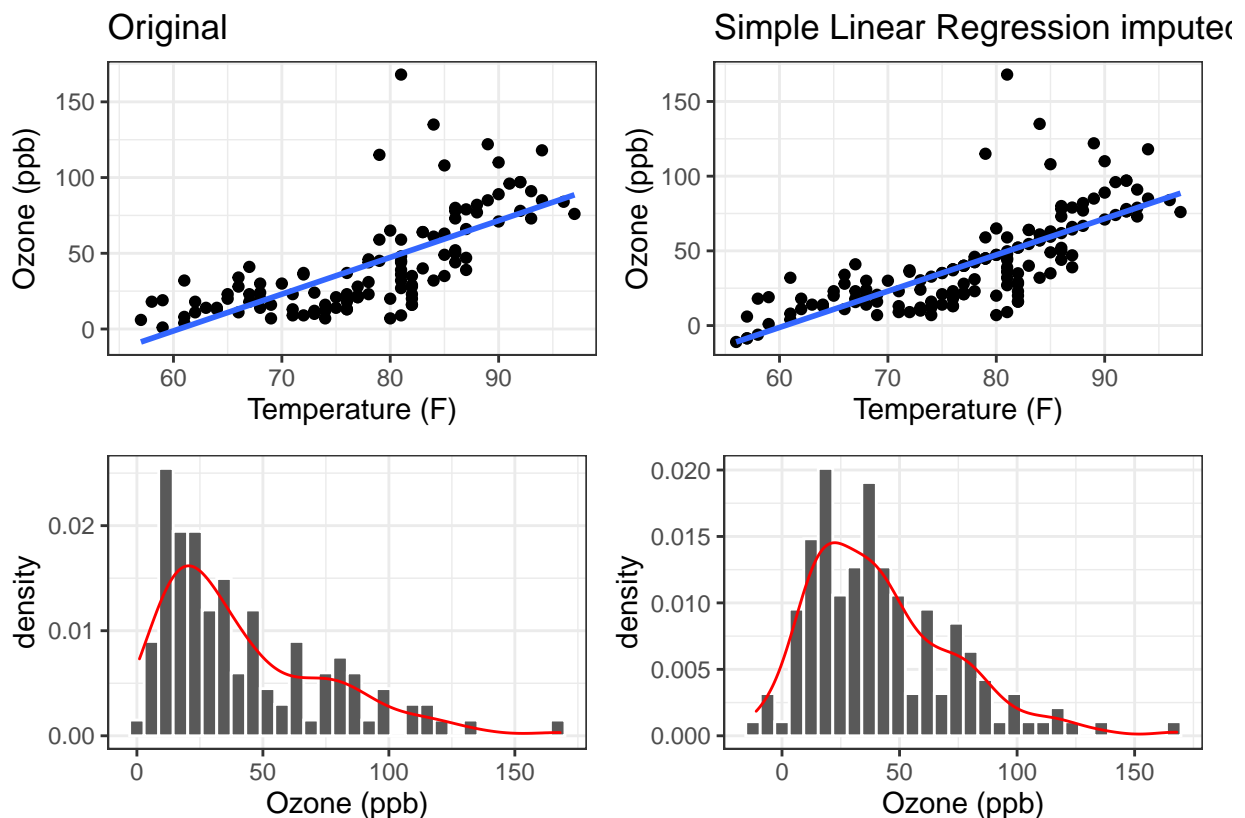 Original
Simple Linear Regression imputed
150
100
50
0
Ozone (ppb)
60 70 80 90
Temperature (F)
150
100
50
0
Ozone (ppb)
60 70 80 90
Temperature (F)
0.02
0.01
0.00
density
0 50 100 150
Ozone (ppb)
0.020
0.015
0.010
0.005
0.000
density
0 50 100 150
Ozone (ppb)